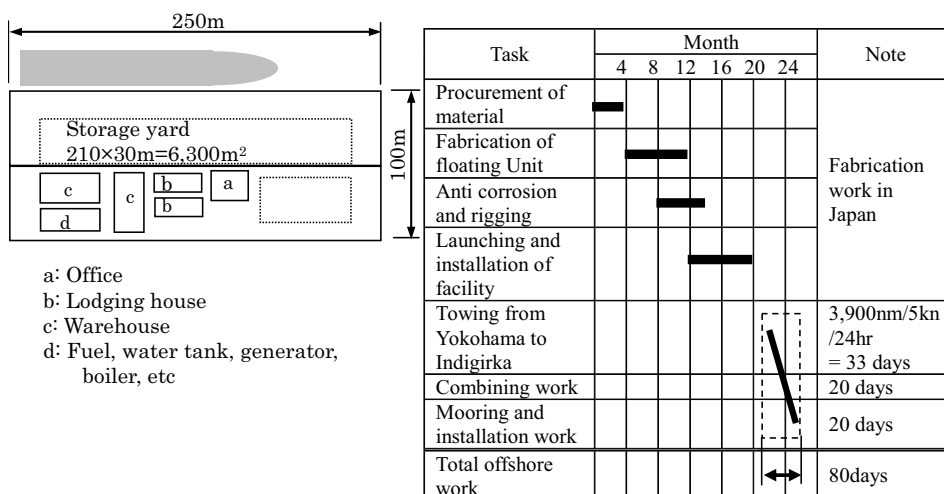 250m
100m
Storage yard
210×30m=6,300m²
c
c
b
a
b
d
a: Office
b: Lodging house
c: Warehouse
d: Fuel, water tank, generator,
boiler, etc
Task
Month
Note
4 8 12 16 20 24
Procurement of
material
Fabrication of
floating Unit
Anti corrosion
and rigging
Launching and
installation of
facility
Fabrication
work in
Japan
Towing from
Yokohama to
Indigirka
3,900nm/5kn
/24hr
= 33 days
Combining work
20 days
Mooring and
installation work
20 days
Total offshore
work
80days